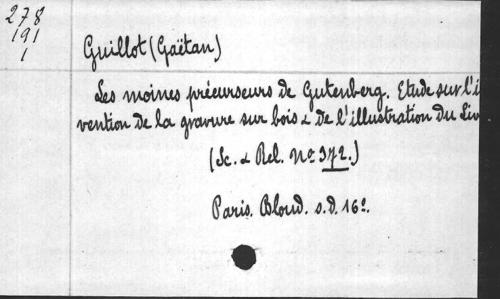 278
191
1
Guillot (Gaëtan)
Les moines précurseurs de Gutenberg. Etude sur l'i
vention de la gravure sur bois & de l'illustration du Liv
(Sc. & Rel. No 372.)
Paris. Bloud. s.d. 16º.